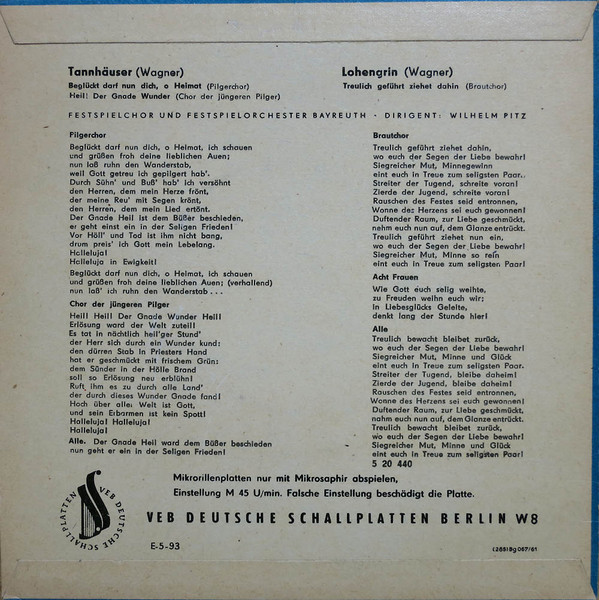 Tannhäuser (Wagner)
Beglückt darf nun dich, o Heimat (Pilgerchor)
Heil! Der Gnade Wunder (Chor der jüngeren Pilger)
Lohengrin (Wagner)
Treulich geführt ziehet dahin (Brautchor)
FESTSPIELCHOR UND FESTSPIELORCHESTER BAYREUTH · DIRIGENT: WILHELM PITZ
Pilgerchor
Beglückt darf nun dich, o Heimat, ich schauen
und grüßen froh deine lieblichen Auen;
nun laß ruhn den Wanderstab,
weil Gott getreu ich gepilgert hab'.
Durch Sühn' und Buß' hab' ich versöhnt
den Herren, dem mein Herze frönt,
der meine Reu' mit Segen krönt,
den Herren, dem mein Lied ertönt.
Der Gnade Heil ist dem Büßer beschieden,
er geht einst ein in der Seligen Frieden!
Vor Höll' und Tod ist ihm nicht bang,
drum preis' ich Gott mein Lebelang.
Halleluja!
Halleluja in Ewigkeit!
Beglückt darf nun dich, o Heimat, ich schauen
und grüßen froh deine lieblichen Auen; (verhallend)
nun laß' ich ruhn den Wanderstab . . .
Chor der jüngeren Pilger
Heil! Heil! Der Gnade Wunder Heil!
Erlösung ward der Welt zuteil!
Es tat in nächtlich heil'ger Stund'
der Herr sich durch ein Wunder kund:
den dürren Stab in Priesters Hand
hat er geschmückt mit frischem Grün:
dem Sünder in der Hölle Brand
soll so Erlösung neu erblühn!
Ruft ihm es zu durch alle Land'
der durch dieses Wunder Gnade fand!
Hoch über aller Welt ist Gott,
und sein Erbarmen ist kein Spott!
Halleluja! Halleluja!
Halleluja!
Alle. Der Gnade Heil ward dem Büßer beschieden
nun geht er ein in der Seligen Frieden!
Brautchor
Treulich geführt ziehet dahin,
wo euch der Segen der Liebe bewahr!
Siegreicher Mut, Minnegewinn
eint euch in Treue zum seligsten Paar.
Streiter der Tugend, schreite voran!
Zierde der Jugend, schreite voran!
Rauschen des Festes seid entronnen,
Wonne des Herzens sei euch gewonnen!
Duftender Raum, zur Liebe geschmückt,
nahm euch nun auf, dem Glanze entrückt.
Treulich geführt ziehet nun ein,
wo euch der Segen der Liebe bewahr!
Siegreicher Mut, Minne so rein
eint euch in Treue zum seligsten Paar!
Acht Frauen
Wie Gott euch selig weihte,
zu Freuden weihn euch wir;
in Liebesglücks Geleite,
denkt lang der Stunde hier!
Alle
Treulich bewacht bleibet zurück,
wo euch der Segen der Liebe bewahr!
Siegreicher Mut, Minne und Glück
eint euch in Treue zum seligsten Paar!
Streiter der Tugend, bleibe daheim!
Zierde der Jugend, bleibe daheim!
Rauschen des Festes seid entronnen,
Wonne des Herzens sei euch gewonnen!
Duftender Raum, zur Liebe geschmückt,
nahm euch nun auf, dem Glanze entrückt.
Treulich bewacht bleibet zurück,
wo euch der Segen der Liebe bewahr!
Siegreicher Mut, Minne und Glück
eint euch in Treue zum seligsten Paar!
5 20 440
Mikrorillenplatten nur mit Mikrosaphir abspielen,
Einstellung M 45 U/min. Falsche Einstellung beschädigt die Platte.
VEB DEUTSCHE SCHALLPLATTEN
VEB DEUTSCHE SCHALLPLATTEN BERLIN W8
E-5-93
(288) Bg 067/61